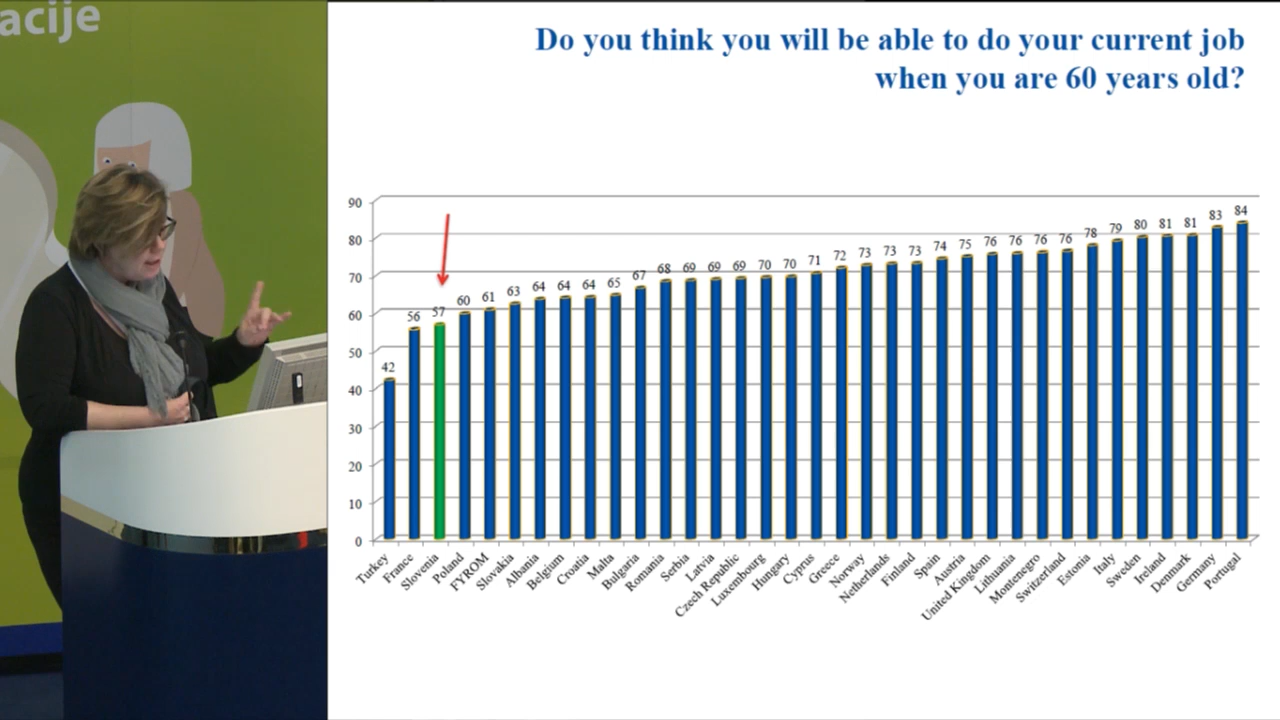 acije
Do you think you will be able to do your current job
when you are 60 years old?
90
80
70
60
50
40
30
20
10
0
42
56
57
60
61
63
64
64
64
65
67
68
69
69
69
70
70
71
72
73
73
73
74
75
76
76
76
76
78
79
80
81
81
83
84
Turkey
France
Slovenia
Poland
FYROM
Slovakia
Albania
Belgium
Croatia
Malta
Bulgaria
Romania
Serbia
Latvia
Czech Republic
Luxembourg
Hungary
Cyprus
Greece
Norway
Netherlands
Finland
Spain
Austria
United Kingdom
Lithuania
Montenegro
Switzerland
Estonia
Italy
Sweden
Ireland
Denmark
Germany
Portugal